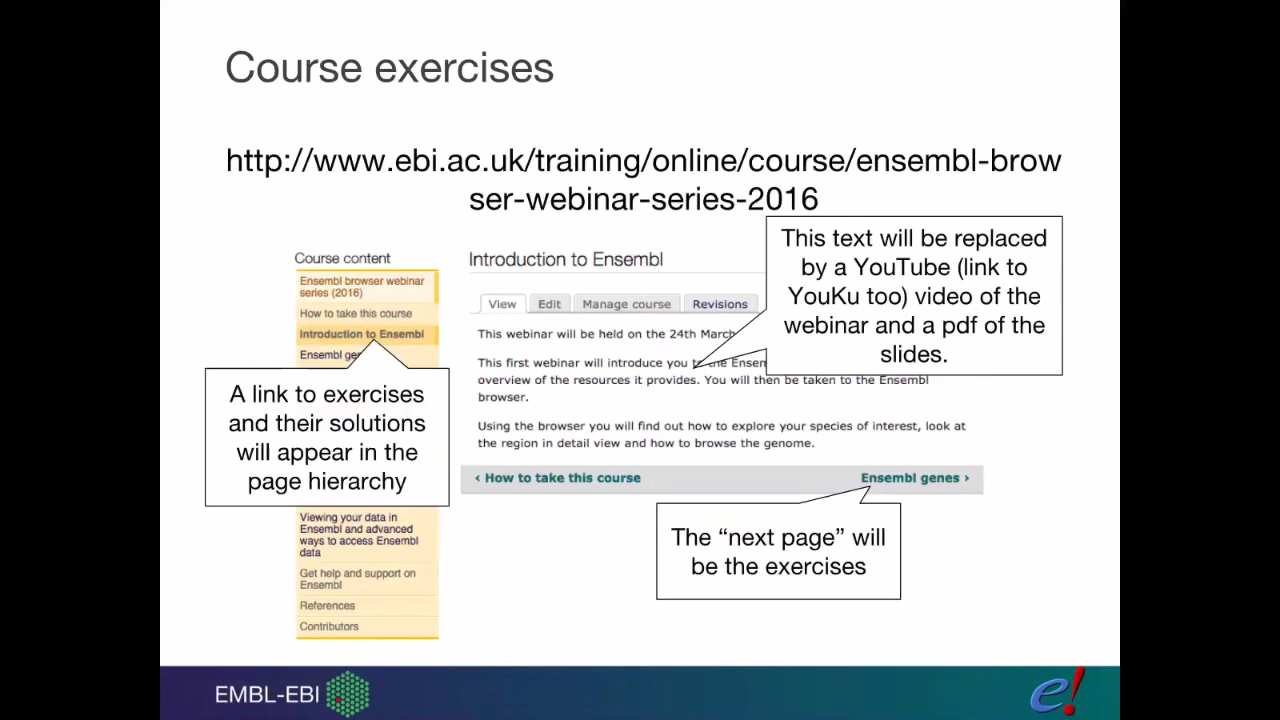 Course exercises
http://www.ebi.ac.uk/training/online/course/ensembl-brow
ser-webinar-series-2016
This text will be replaced
by a YouTube (link to
YouKu too) video of the
webinar and a pdf of the
slides.
Course content
Ensembl browser webinar
series (2016)
How to take this course
Introduction to Ensembl
Ensembl
A link to exercises
and their solutions
will appear in the
page hierarchy
Viewing your data in
Ensembl and advanced
ways to access Ensembl
data
Get help and support on
Ensembl
References
Contributors
Introduction to Ensembl
View Edit Manage course Revisions
This webinar will be held on the 24th March
This first webinar will introduce you
overview of the resources it provides. You will then be taken to the Ensembl
browser.
Using the browser you will find out how to explore your species of interest, look at
the region in detail view and how to browse the genome.
‹ How to take this course Ensembl genes ›
The “next page” will
be the exercises
EMBL-EBI
e!